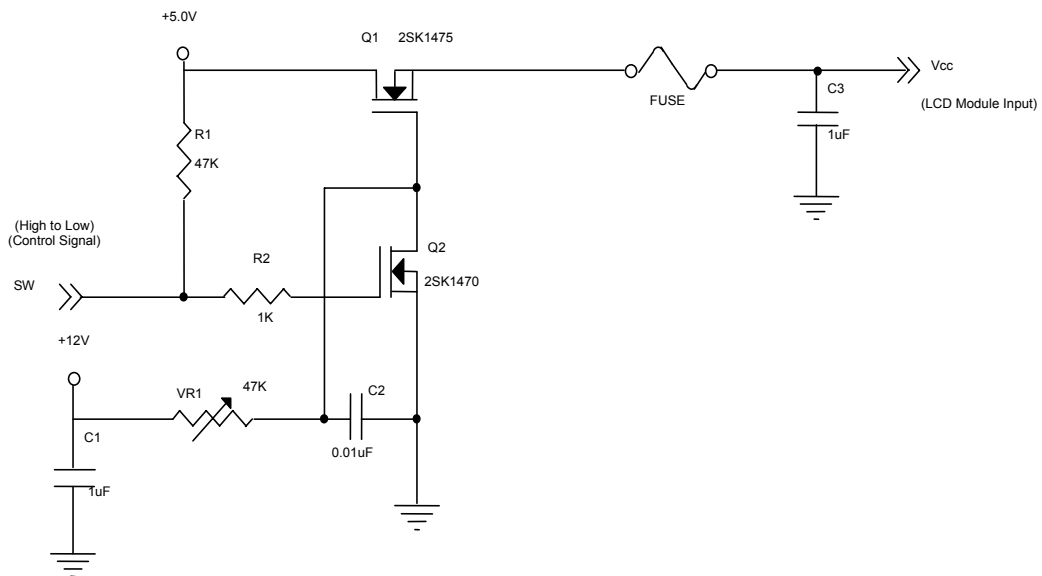 +5.0V
Q1 2SK1475
Vcc
FUSE
C3
(LCD Module Input)
R1
1uF
47K
(High to Low)
(Control Signal)
Q2
R2
SW
2SK1470
1K
+12V
VR1
47K
C2
C1
0.01uF
1uF